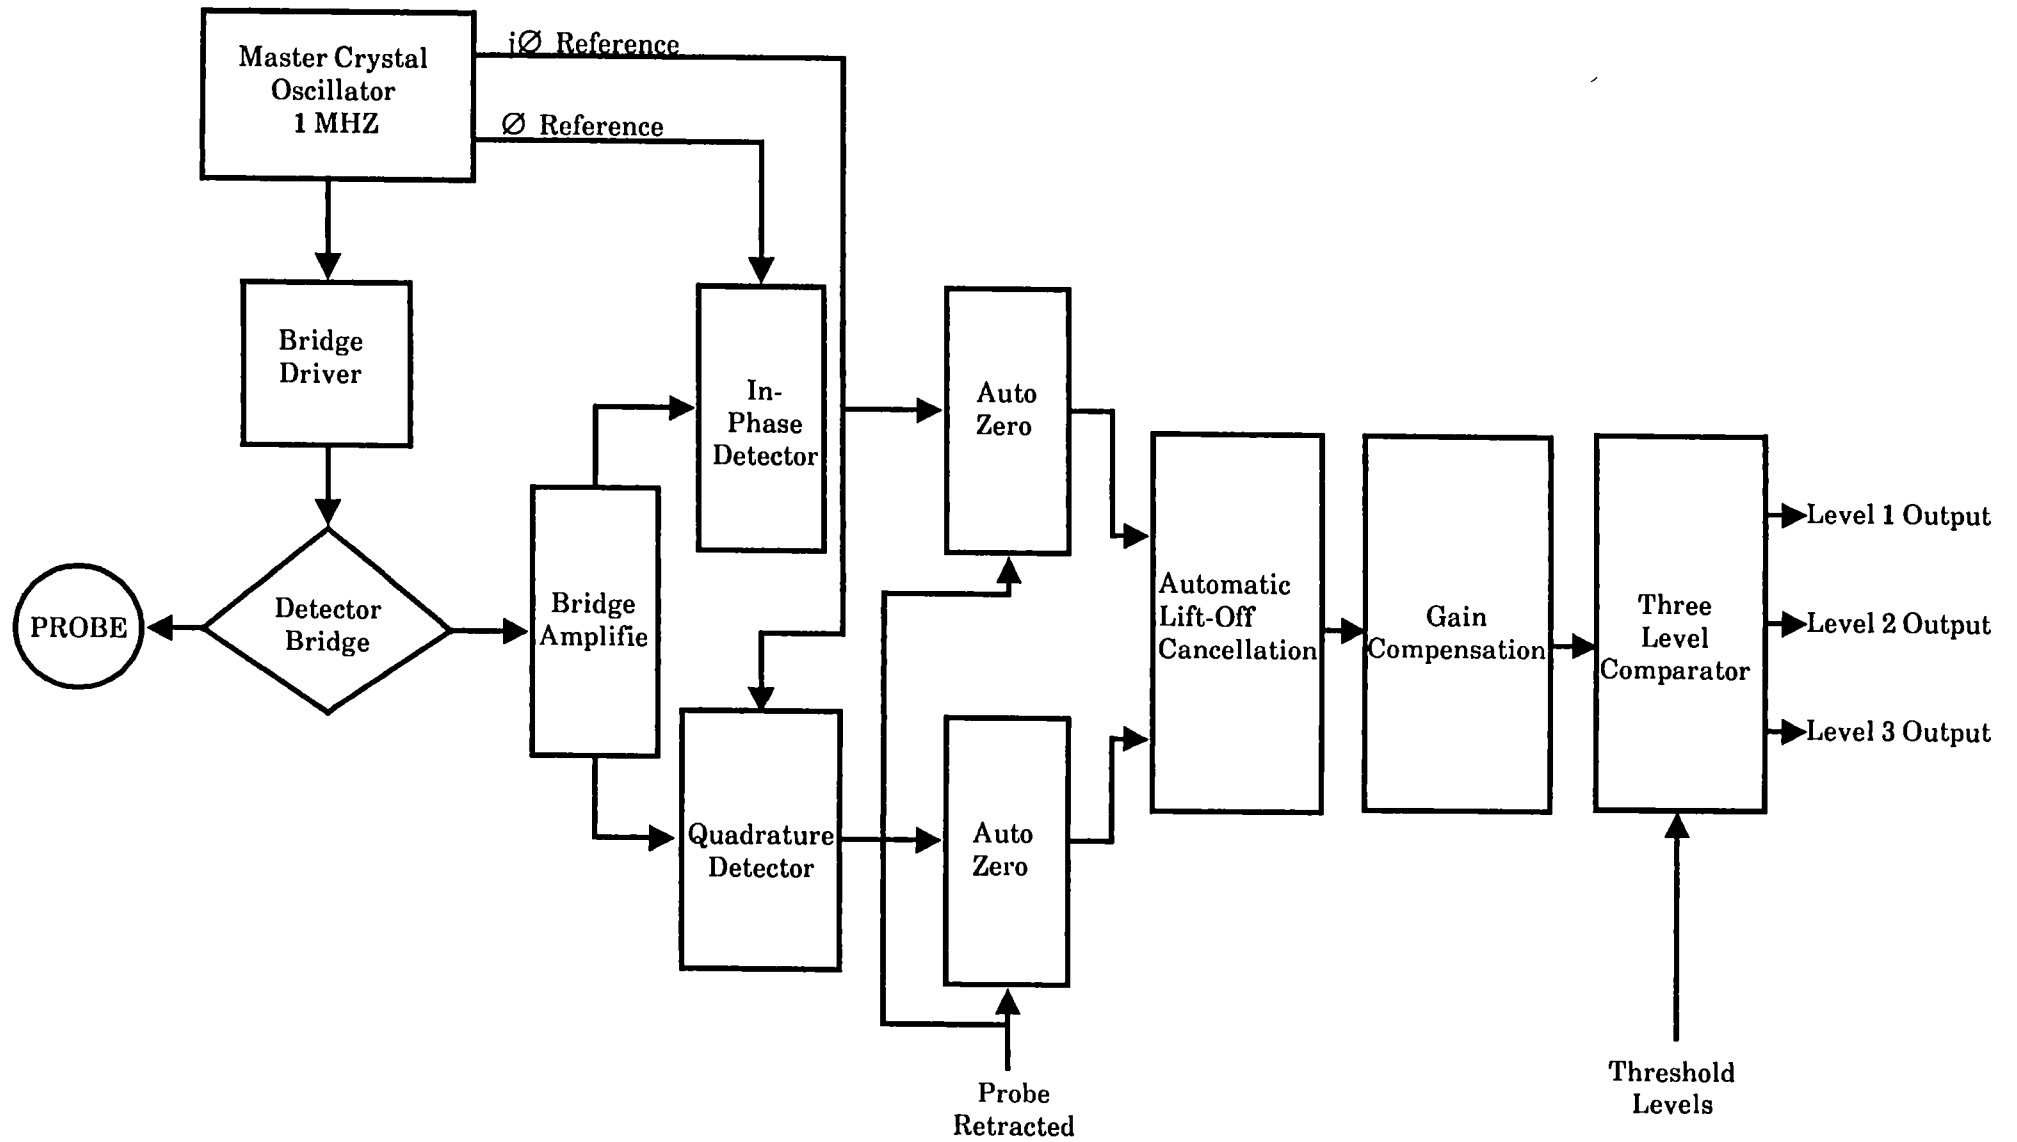 Master Crystal
Oscillator
1 MHZ
jØ Reference
Ø Reference
Bridge
Driver
In-
Phase
Detector
Auto
Zero
PROBE
Detector
Bridge
Bridge
Amplifie
Automatic
Lift-Off
Cancellation
Gain
Compensation
Three
Level
Comparator
Level 1 Output
Level 2 Output
Level 3 Output
Quadrature
Detector
Auto
Zero
Probe
Retracted
Threshold
Levels